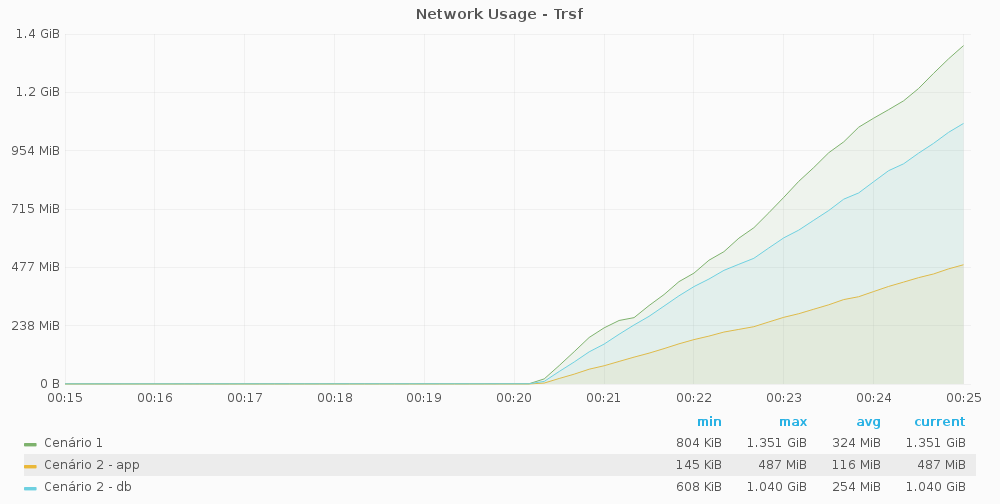 Network Usage - Trsf
1.4 GiB
1.2 GiB
954 MiB
715 MiB
477 MiB
238 MiB
0 B
00:15 00:16 00:17 00:18 00:19 00:20 00:21 00:22 00:23 00:24 00:25
min max avg current
Cenário 1 804 KiB 1.351 GiB 324 MiB 1.351 GiB
Cenário 2 - app 145 KiB 487 MiB 116 MiB 487 MiB
Cenário 2 - db 608 KiB 1.040 GiB 254 MiB 1.040 GiB